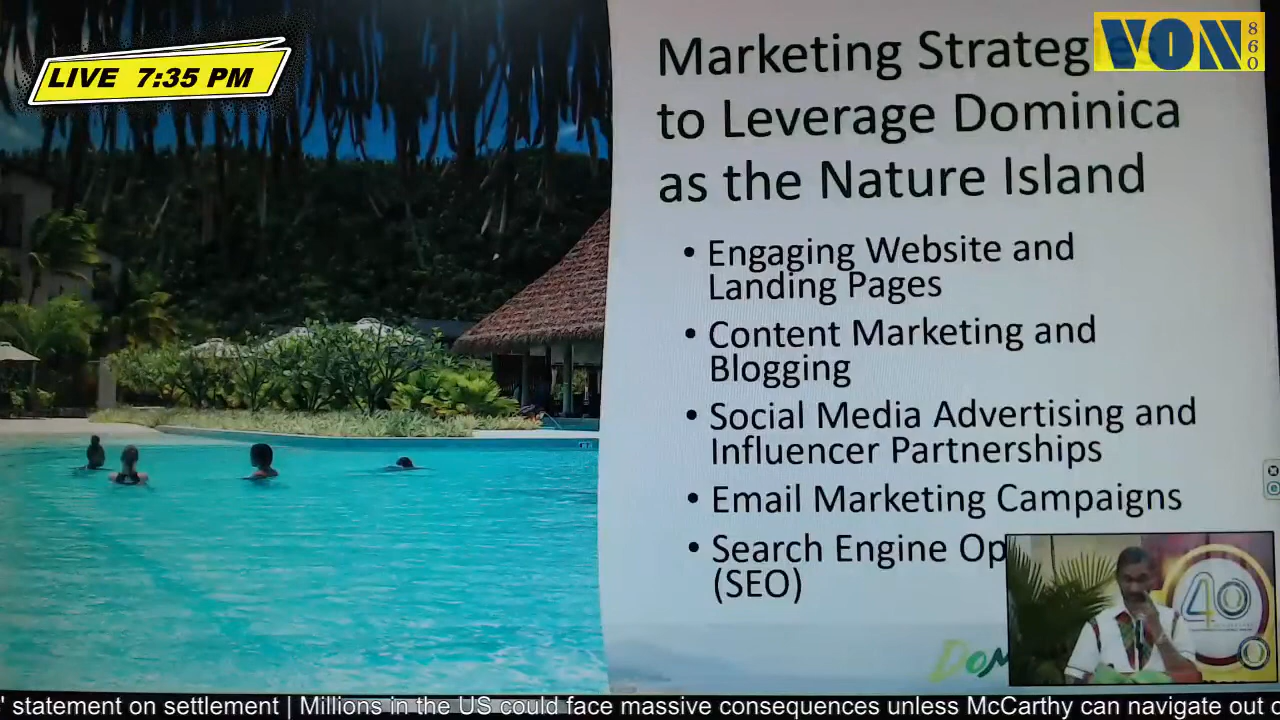 LIVE 7:35 PM
VON
860
Marketing Strateg
to Leverage Dominica
as the Nature Island
• Engaging Website and
Landing Pages
• Content Marketing and
Blogging
• Social Media Advertising and
Influencer Partnerships
• Email Marketing Campaigns
• Search Engine Op
(SEO)
40
DOM
' statement on settlement | Millions in the US could face massive consequences unless McCarthy can navigate out o